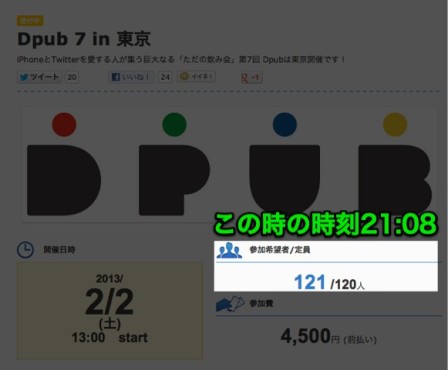 受付中
Dpub 7 in 東京
iPhoneとTwitterを愛する人が集う巨大なる「ただの飲み会」第7回 Dpubは東京開催です！
ツイート 20 いいね！ 24 イイネ！ +1
DPUB
この時の時刻21:08
開催日時
参加希望者/定員
2013/
2/2
(土)
13:00 start
121/120人
参加費
4,500円 (前払い)